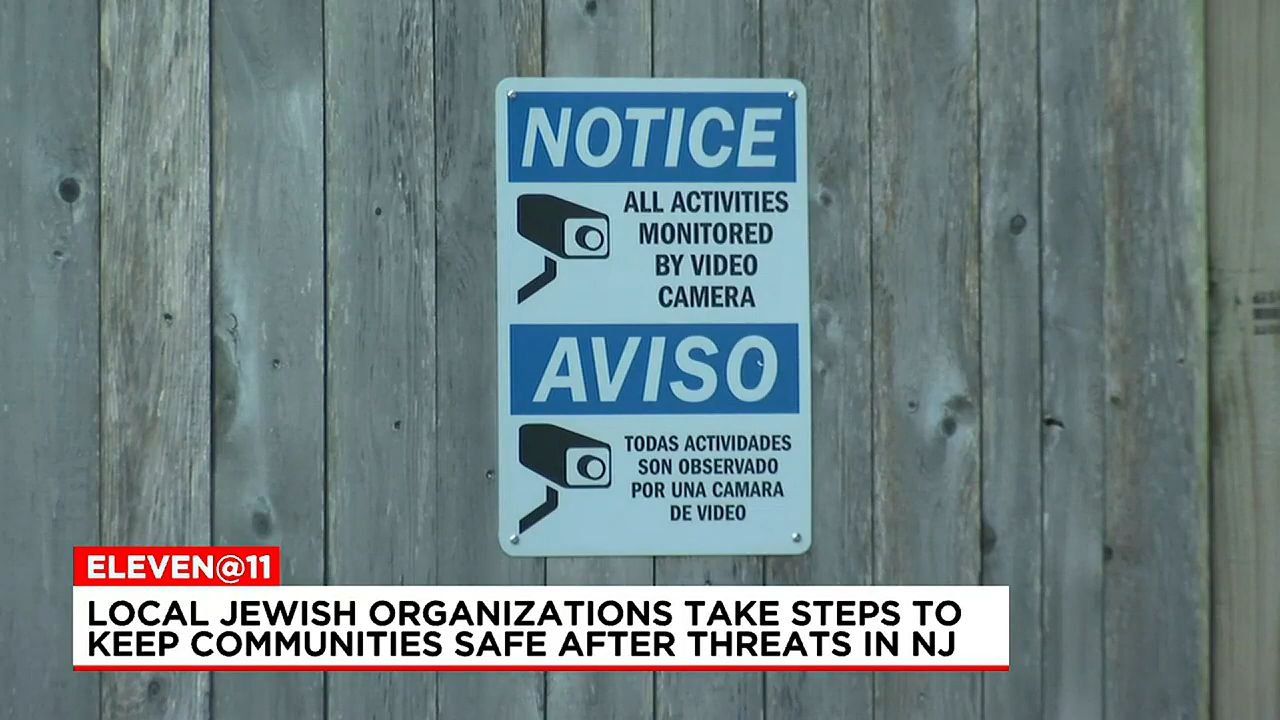 NOTICE
ALL ACTIVITIES
MONITORED
BY VIDEO
CAMERA
AVISO
TODAS ACTIVIDADES
SON OBSERVADO
POR UNA CAMARA
DE VIDEO
ELEVEN@11
LOCAL JEWISH ORGANIZATIONS TAKE STEPS TO
KEEP COMMUNITIES SAFE AFTER THREATS IN NJ